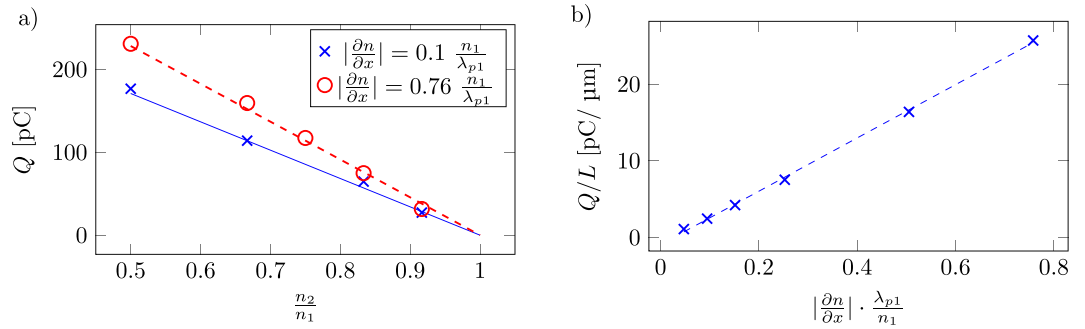 a)
Q [pC]
200
100
0
0.5 0.6 0.7 0.8 0.9 1
n₂/n₁
|∂n/∂x| = 0.1 n₁/λₚ₁
|∂n/∂x| = 0.76 n₁/λₚ₁
b)
Q/L [pC/ µm]
20
10
0
0 0.2 0.4 0.6 0.8
|∂n/∂x| · λₚ₁/n₁